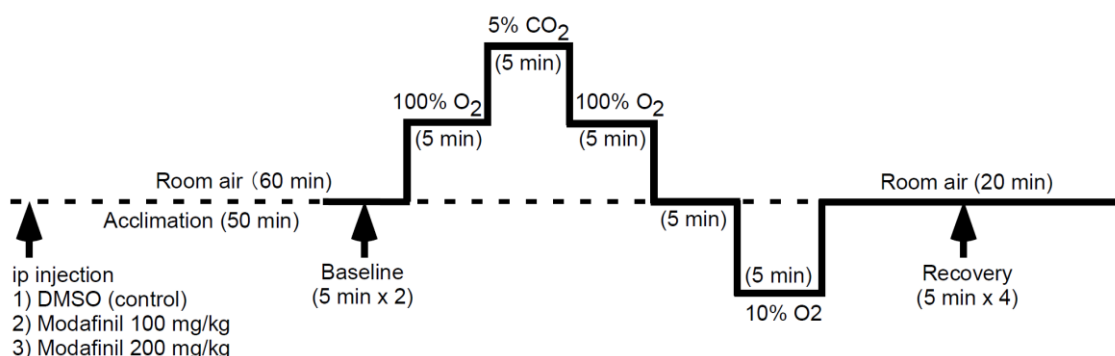 5% CO2
(5 min)
100% O2
(5 min)
100% O2
(5 min)
Room air (60 min)
Acclimation (50 min)
(5 min)
Room air (20 min)
ip injection
1) DMSO (control)
2) Modafinil 100 mg/kg
3) Modafinil 200 mg/kg
Baseline
(5 min x 2)
(5 min)
10% O2
Recovery
(5 min x 4)